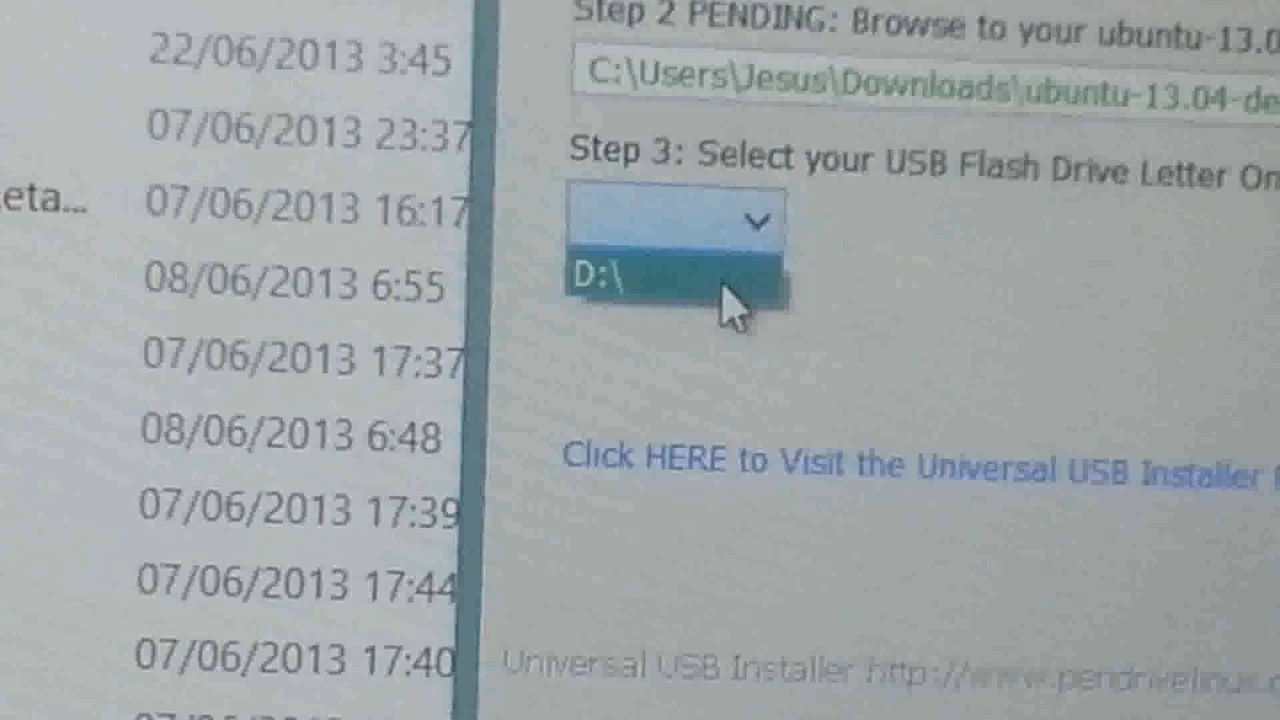 22/06/2013 3:45
07/06/2013 23:37
eta... 07/06/2013 16:17
08/06/2013 6:55
07/06/2013 17:37
08/06/2013 6:48
07/06/2013 17:39
07/06/2013 17:44
07/06/2013 17:40
Step 2 PENDING: Browse to your ubuntu-13.0
C:\Users\Jesus\Downloads\ubuntu-13.04-de
Step 3: Select your USB Flash Drive Letter On
D:\
Click HERE to Visit the Universal USB Installer
Universal USB Installer http://www.pendrivelinux.c